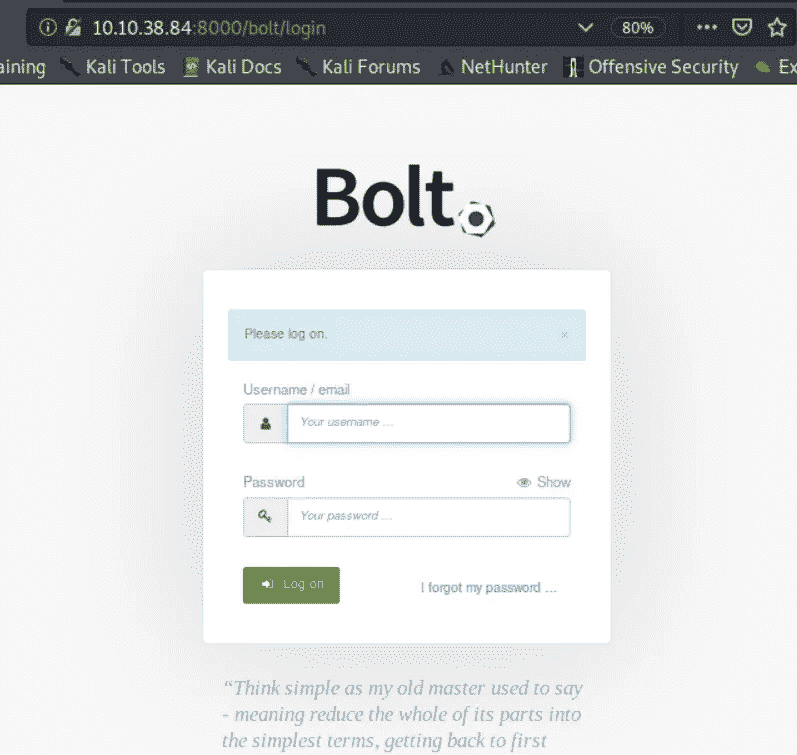 10.10.38.84:8000/bolt/login 80%
aining Kali Tools Kali Docs Kali Forums NetHunter Offensive Security Ex
Bolt
Please log on. ×
Username / email
Your username ...
Password Show
Your password ...
Log on I forgot my password ...
“Think simple as my old master used to say
- meaning reduce the whole of its parts into
the simplest terms, getting back to first